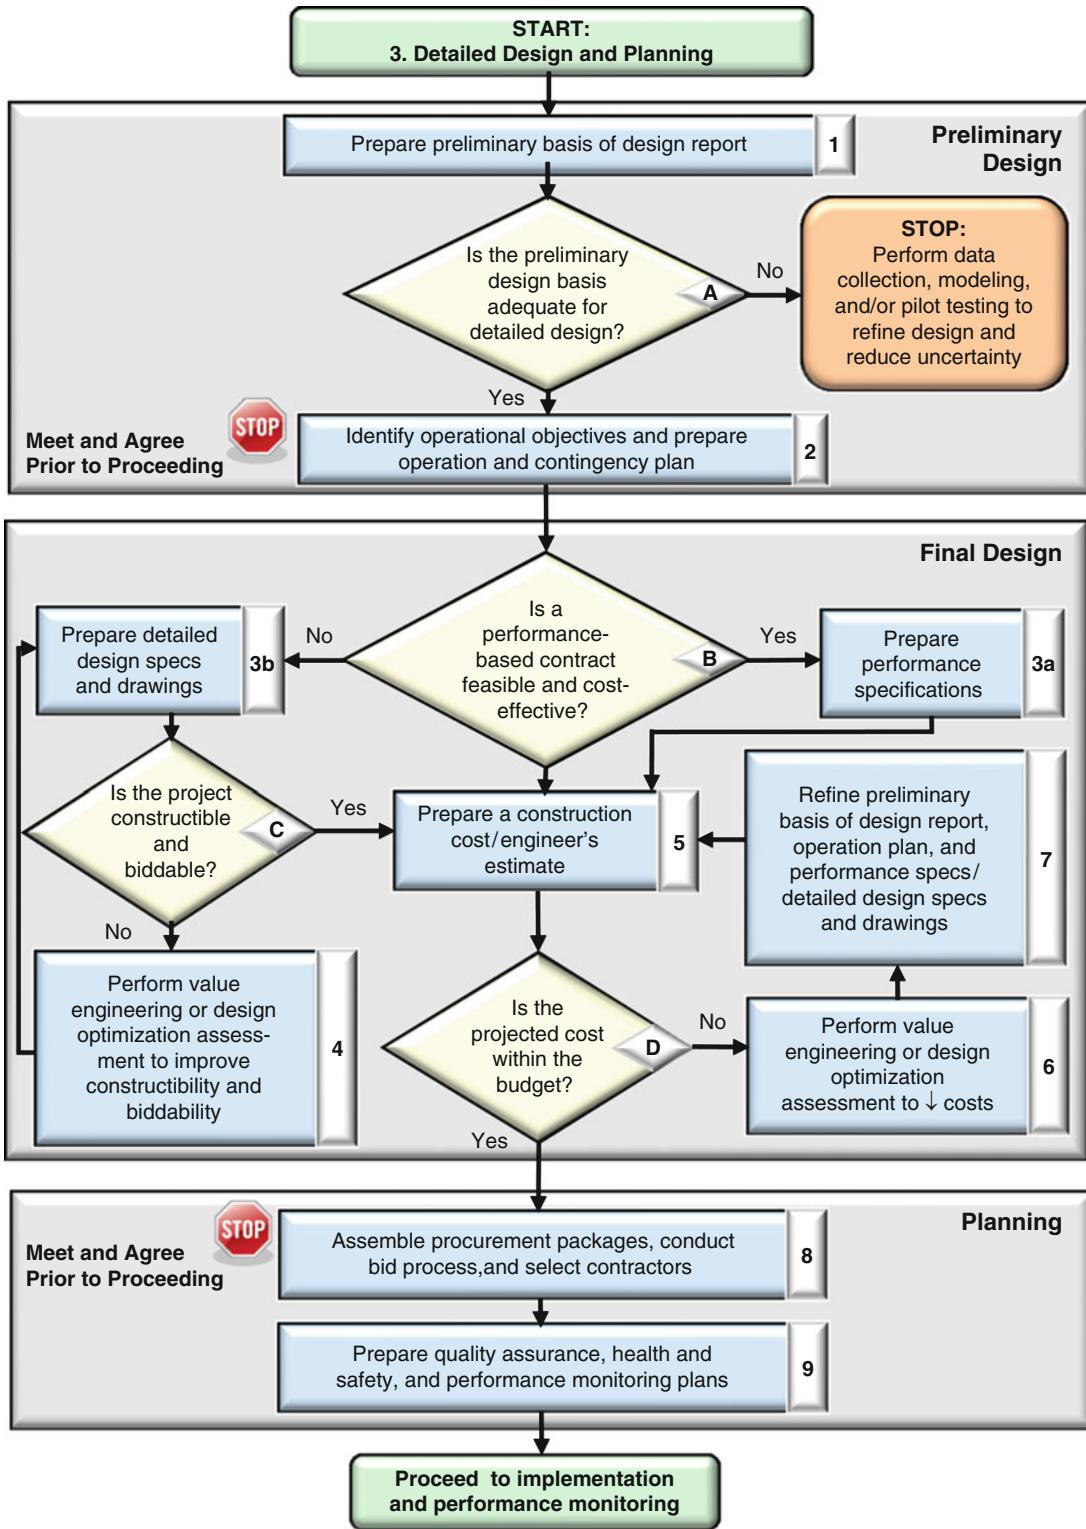 START:
3. Detailed Design and Planning
Prepare preliminary basis of design report
1
Preliminary
Design
Is the preliminary
design basis
adequate for
detailed design?
A
No
STOP:
Perform data
collection, modeling,
and/or pilot testing to
refine design and
reduce uncertainty
Yes
STOP
Meet and Agree
Prior to Proceeding
Identify operational objectives and prepare
operation and contingency plan
2
Final Design
Is a
performance-
based contract
feasible and cost-
effective?
B
No
Yes
Prepare detailed
design specs
and drawings
3b
Prepare
performance
specifications
3a
Is the project
constructible
and
biddable?
C
Yes
Prepare a construction
cost/engineer's
estimate
5
Refine preliminary
basis of design report,
operation plan, and
performance specs/
detailed design specs
and drawings
7
No
Perform value
engineering or design
optimization assess-
ment to improve
constructibility and
biddability
4
Is the
projected cost
within the
budget?
D
No
Perform value
engineering or design
optimization
assessment to ↓ costs
6
Yes
Planning
STOP
Meet and Agree
Prior to Proceeding
Assemble procurement packages, conduct
bid process,and select contractors
8
Prepare quality assurance, health and
safety, and performance monitoring plans
9
Proceed to implementation
and performance monitoring